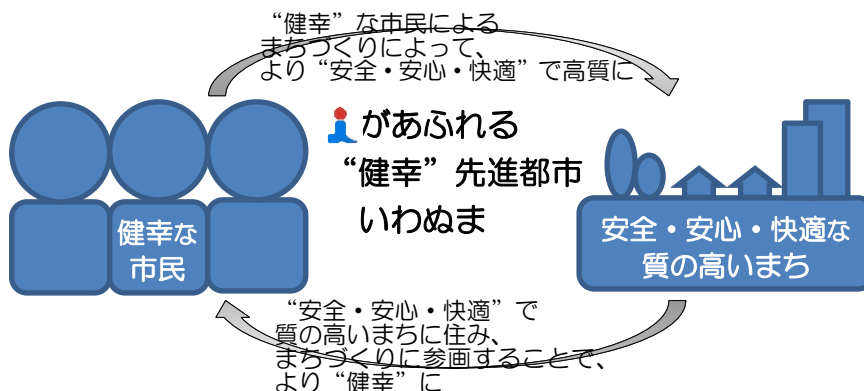 “健幸”な市民による
まちづくりによって、
より“安全・安心・快適”で高質に
iがあふれる
“健幸”先進都市
いわぬま
健幸な
市民
安全・安心・快適な
質の高いまち
“安全・安心・快適”で
質の高いまちに住み、
まちづくりに参画することで、
より“健幸”に